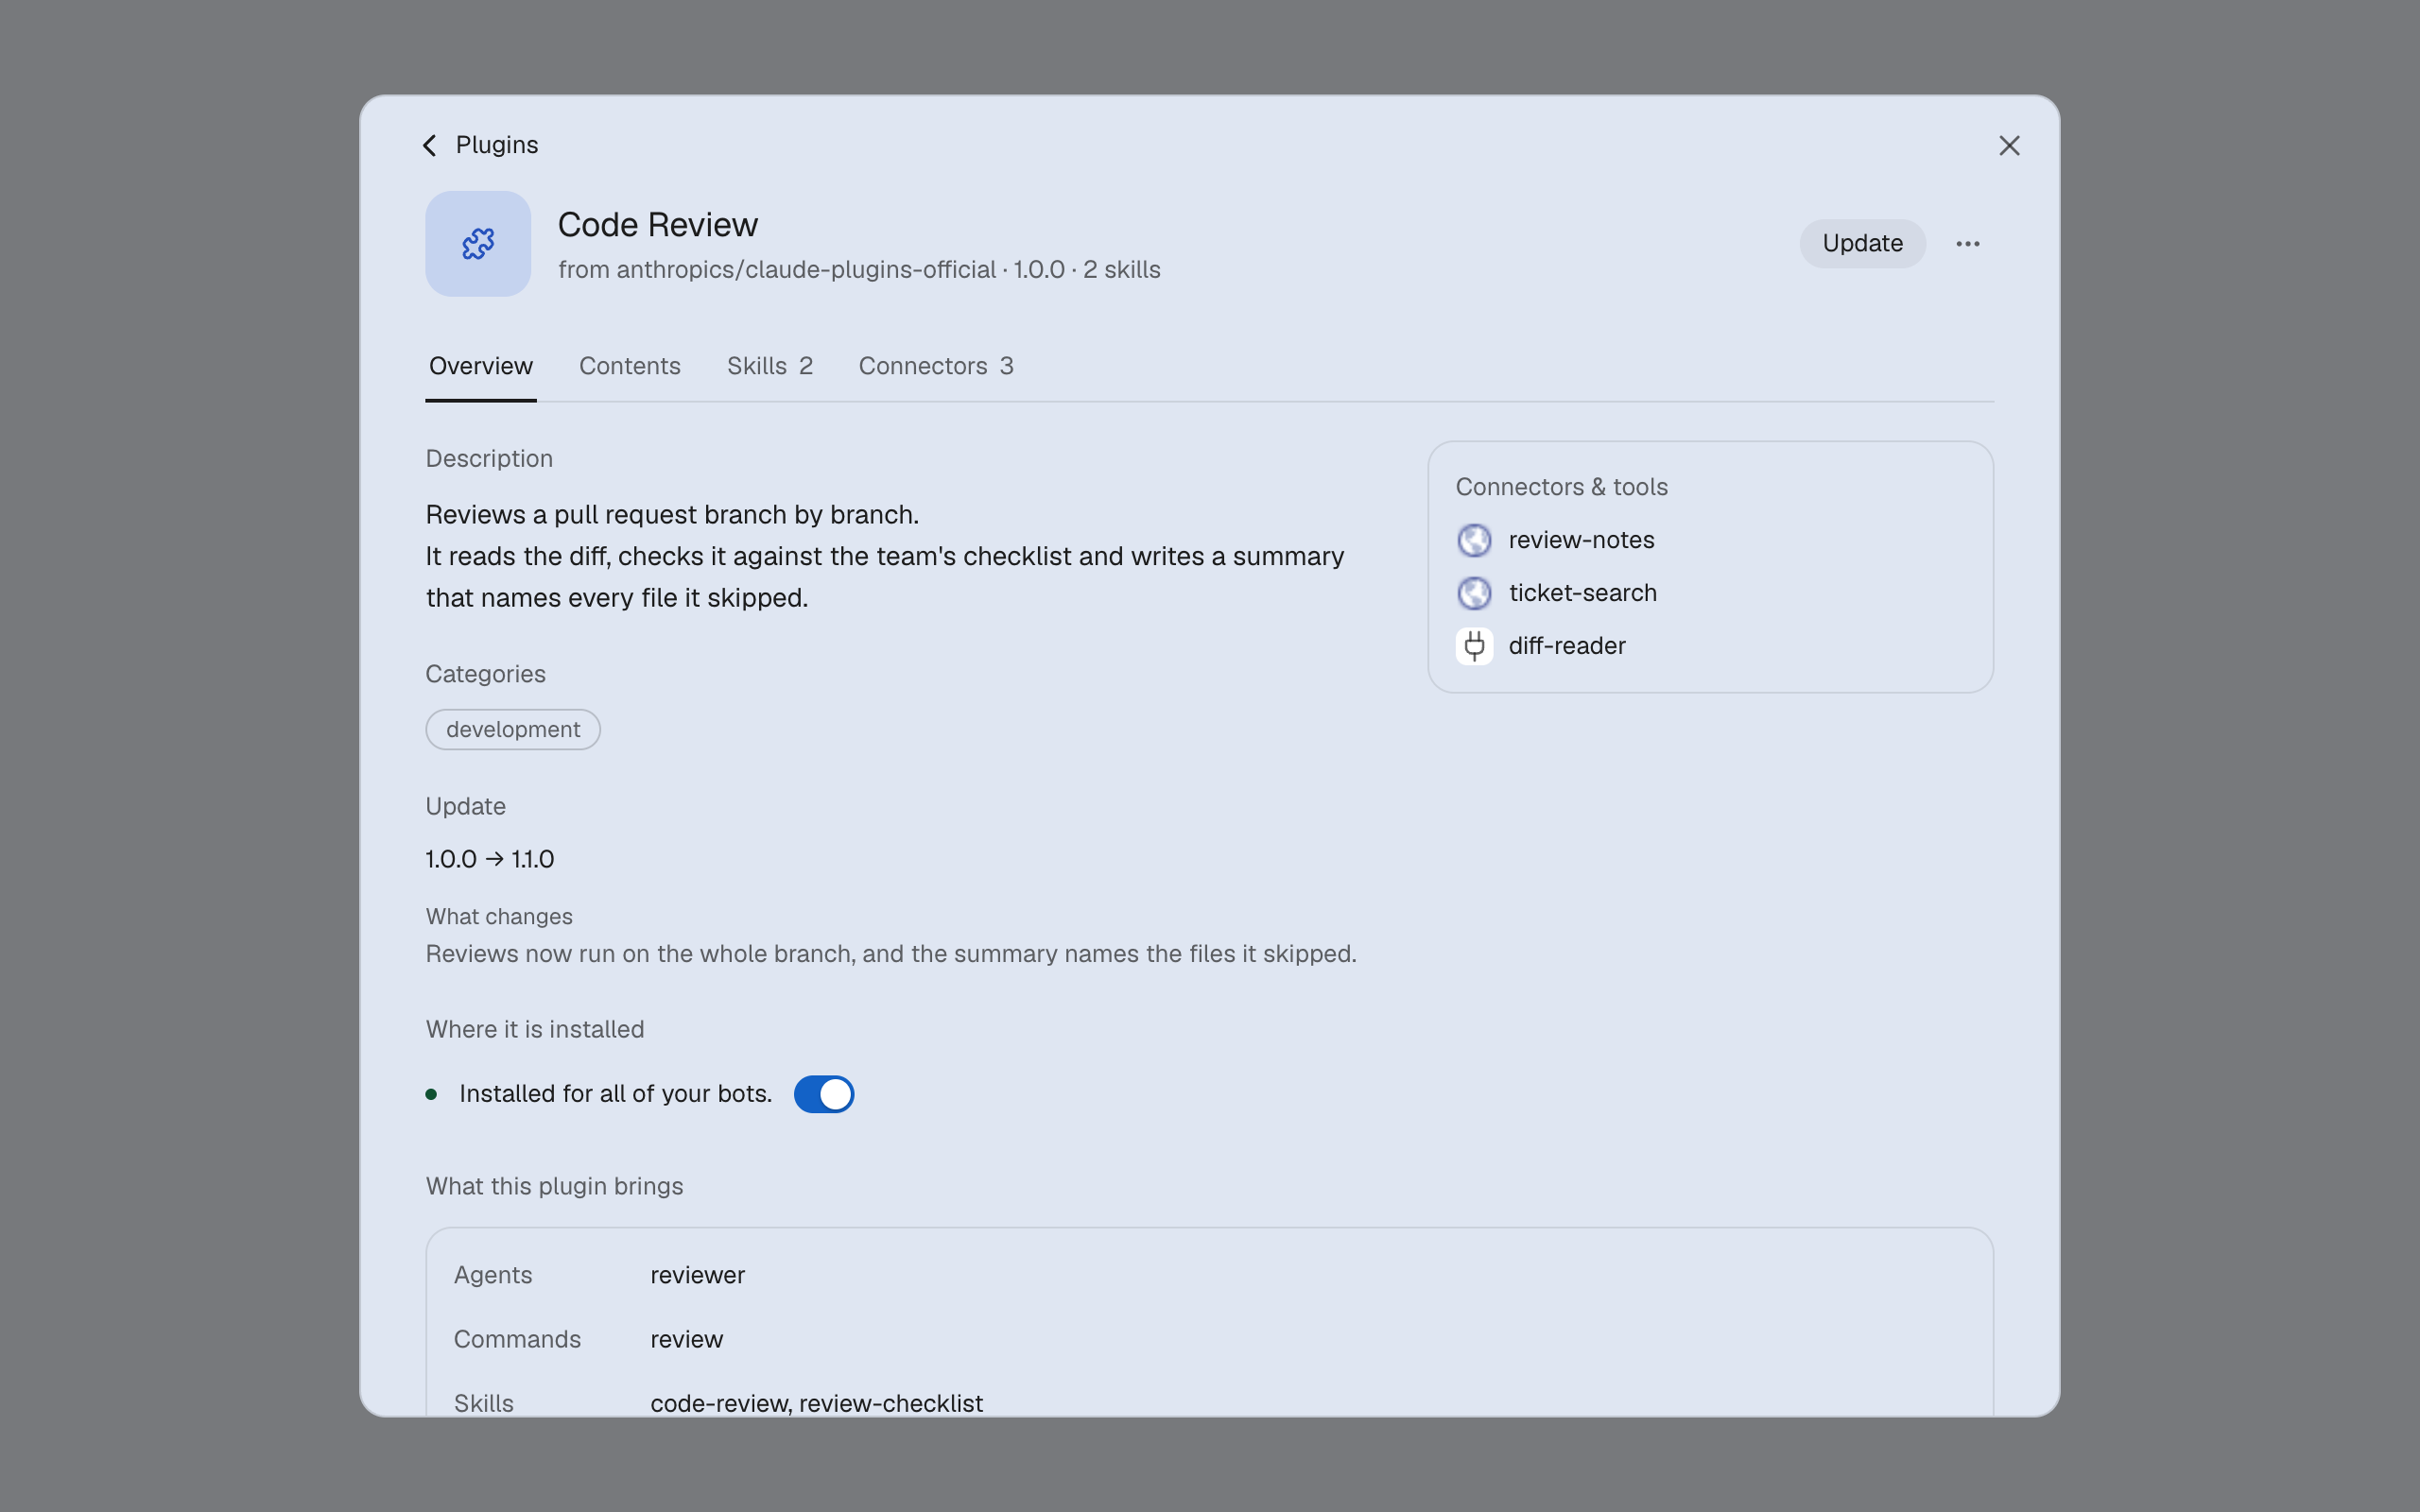 Plugins
Code Review
from anthropics/claude-plugins-official · 1.0.0 · 2 skills
Update
Overview
Contents
Skills 2
Connectors 3
Description
Reviews a pull request branch by branch.
It reads the diff, checks it against the team's checklist and writes a summary
that names every file it skipped.
Connectors & tools
review-notes
ticket-search
diff-reader
Categories
development
Update
1.0.0 → 1.1.0
What changes
Reviews now run on the whole branch, and the summary names the files it skipped.
Where it is installed
Installed for all of your bots.
What this plugin brings
Agents reviewer
Commands review
Skills code-review, review-checklist